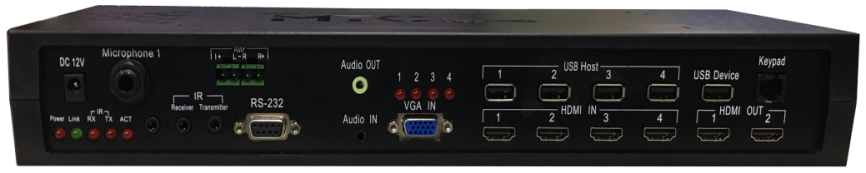 DC 12V
Microphone 1
AMP
L+ L-R R+
Audio OUT
1 2 3 4
USB Host
1 2 3 4
USB Device
Keypad
IR
Receiver Transmitter
RS-232
VGA IN
Audio IN
HDMI IN
1 2 3 4
HDMI OUT
1 2
IR
Power Link RX TX ACT